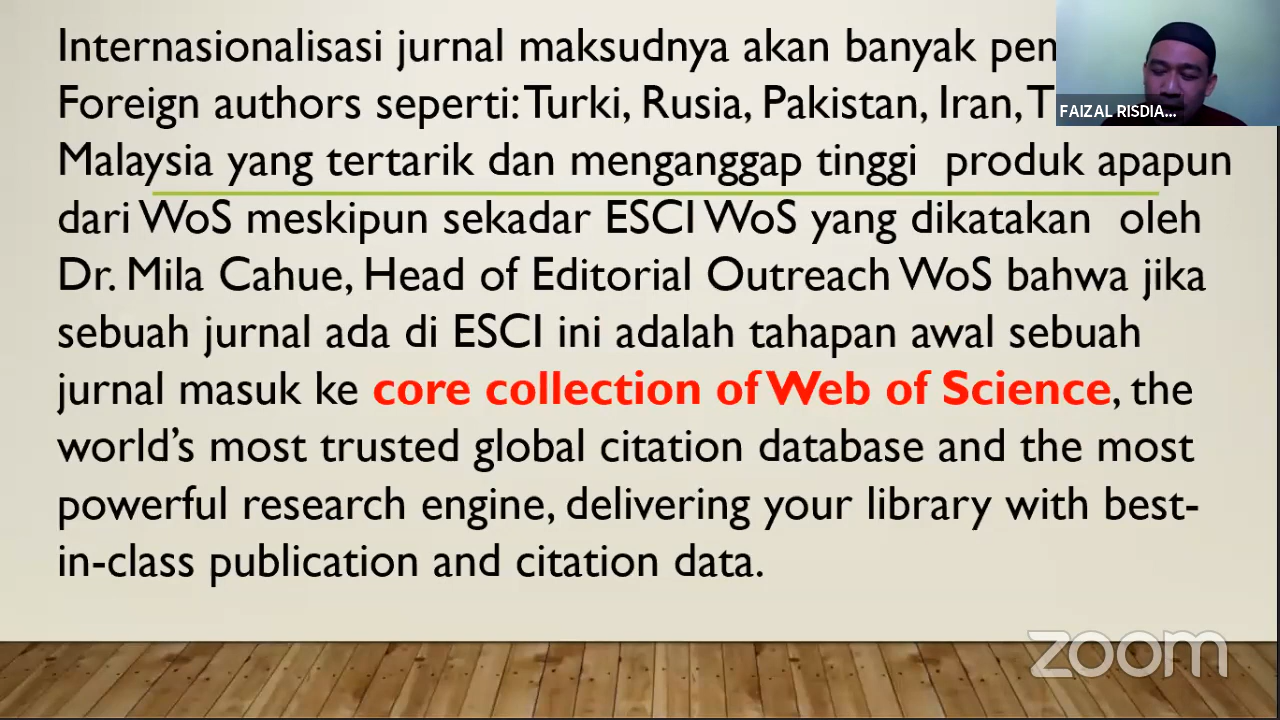 Internasionalisasi jurnal maksudnya akan banyak
Foreign authors seperti: Turki, Rusia, Pakistan, Iran,
Malaysia yang tertarik dan menganggap tinggi produk apapun
dari WoS meskipun sekadar ESCI WoS yang dikatakan oleh
Dr. Mila Cahue, Head of Editorial Outreach WoS bahwa jika
sebuah jurnal ada di ESCI ini adalah tahapan awal sebuah
jurnal masuk ke core collection of Web of Science, the
world's most trusted global citation database and the most
powerful research engine, delivering your library with best-
in-class publication and citation data.
FAIZAL RISDIA...
zoom